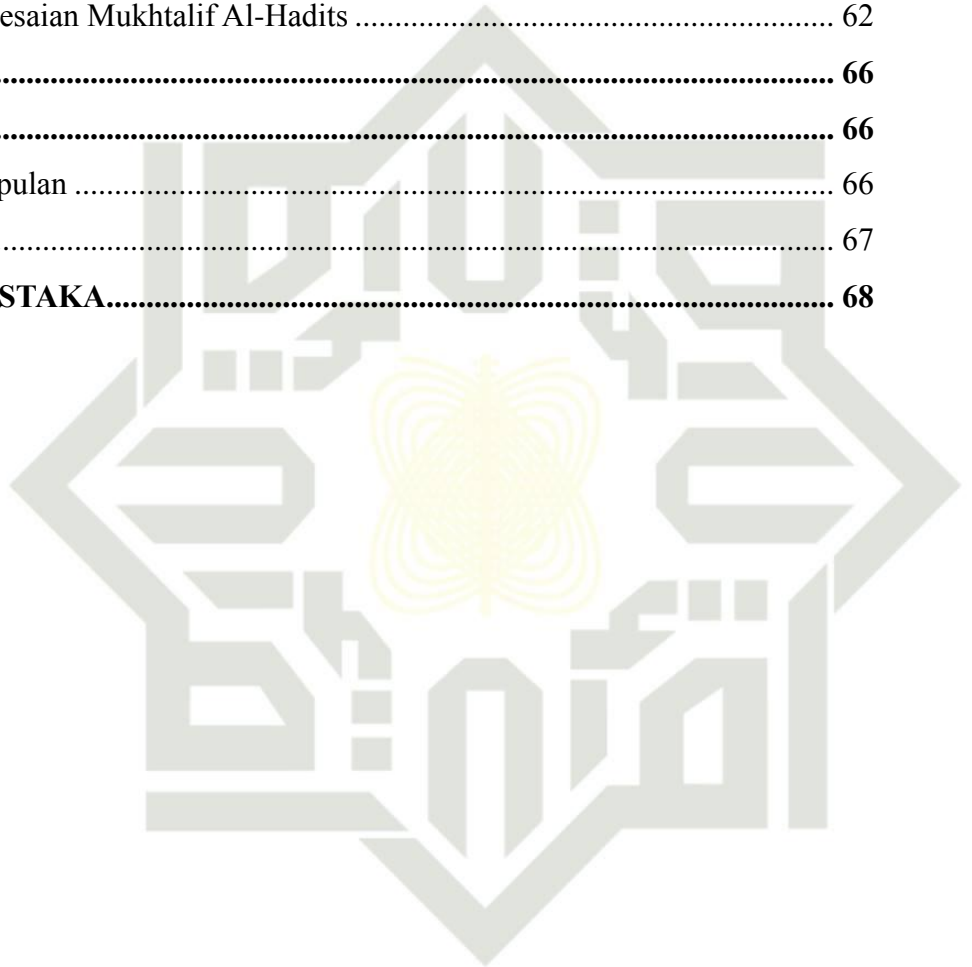 esaian Mukhtalif Al-Hadits ............................................................. 62
........................................................................................................ 66
........................................................................................................ 66
pulan ................................................................................................ 66
......................................................................................................... 67
STAKA............................................................................................ 68